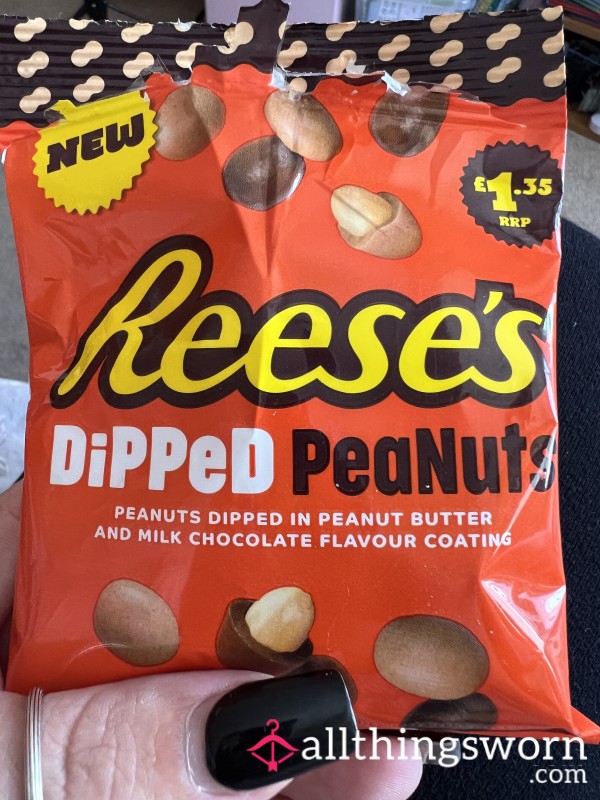 NEW
£1.35
RRP
Reese's
DiPPeD PeaNuts
PEANUTS DIPPED IN PEANUT BUTTER
AND MILK CHOCOLATE FLAVOUR COATING
allthingsworn
.com